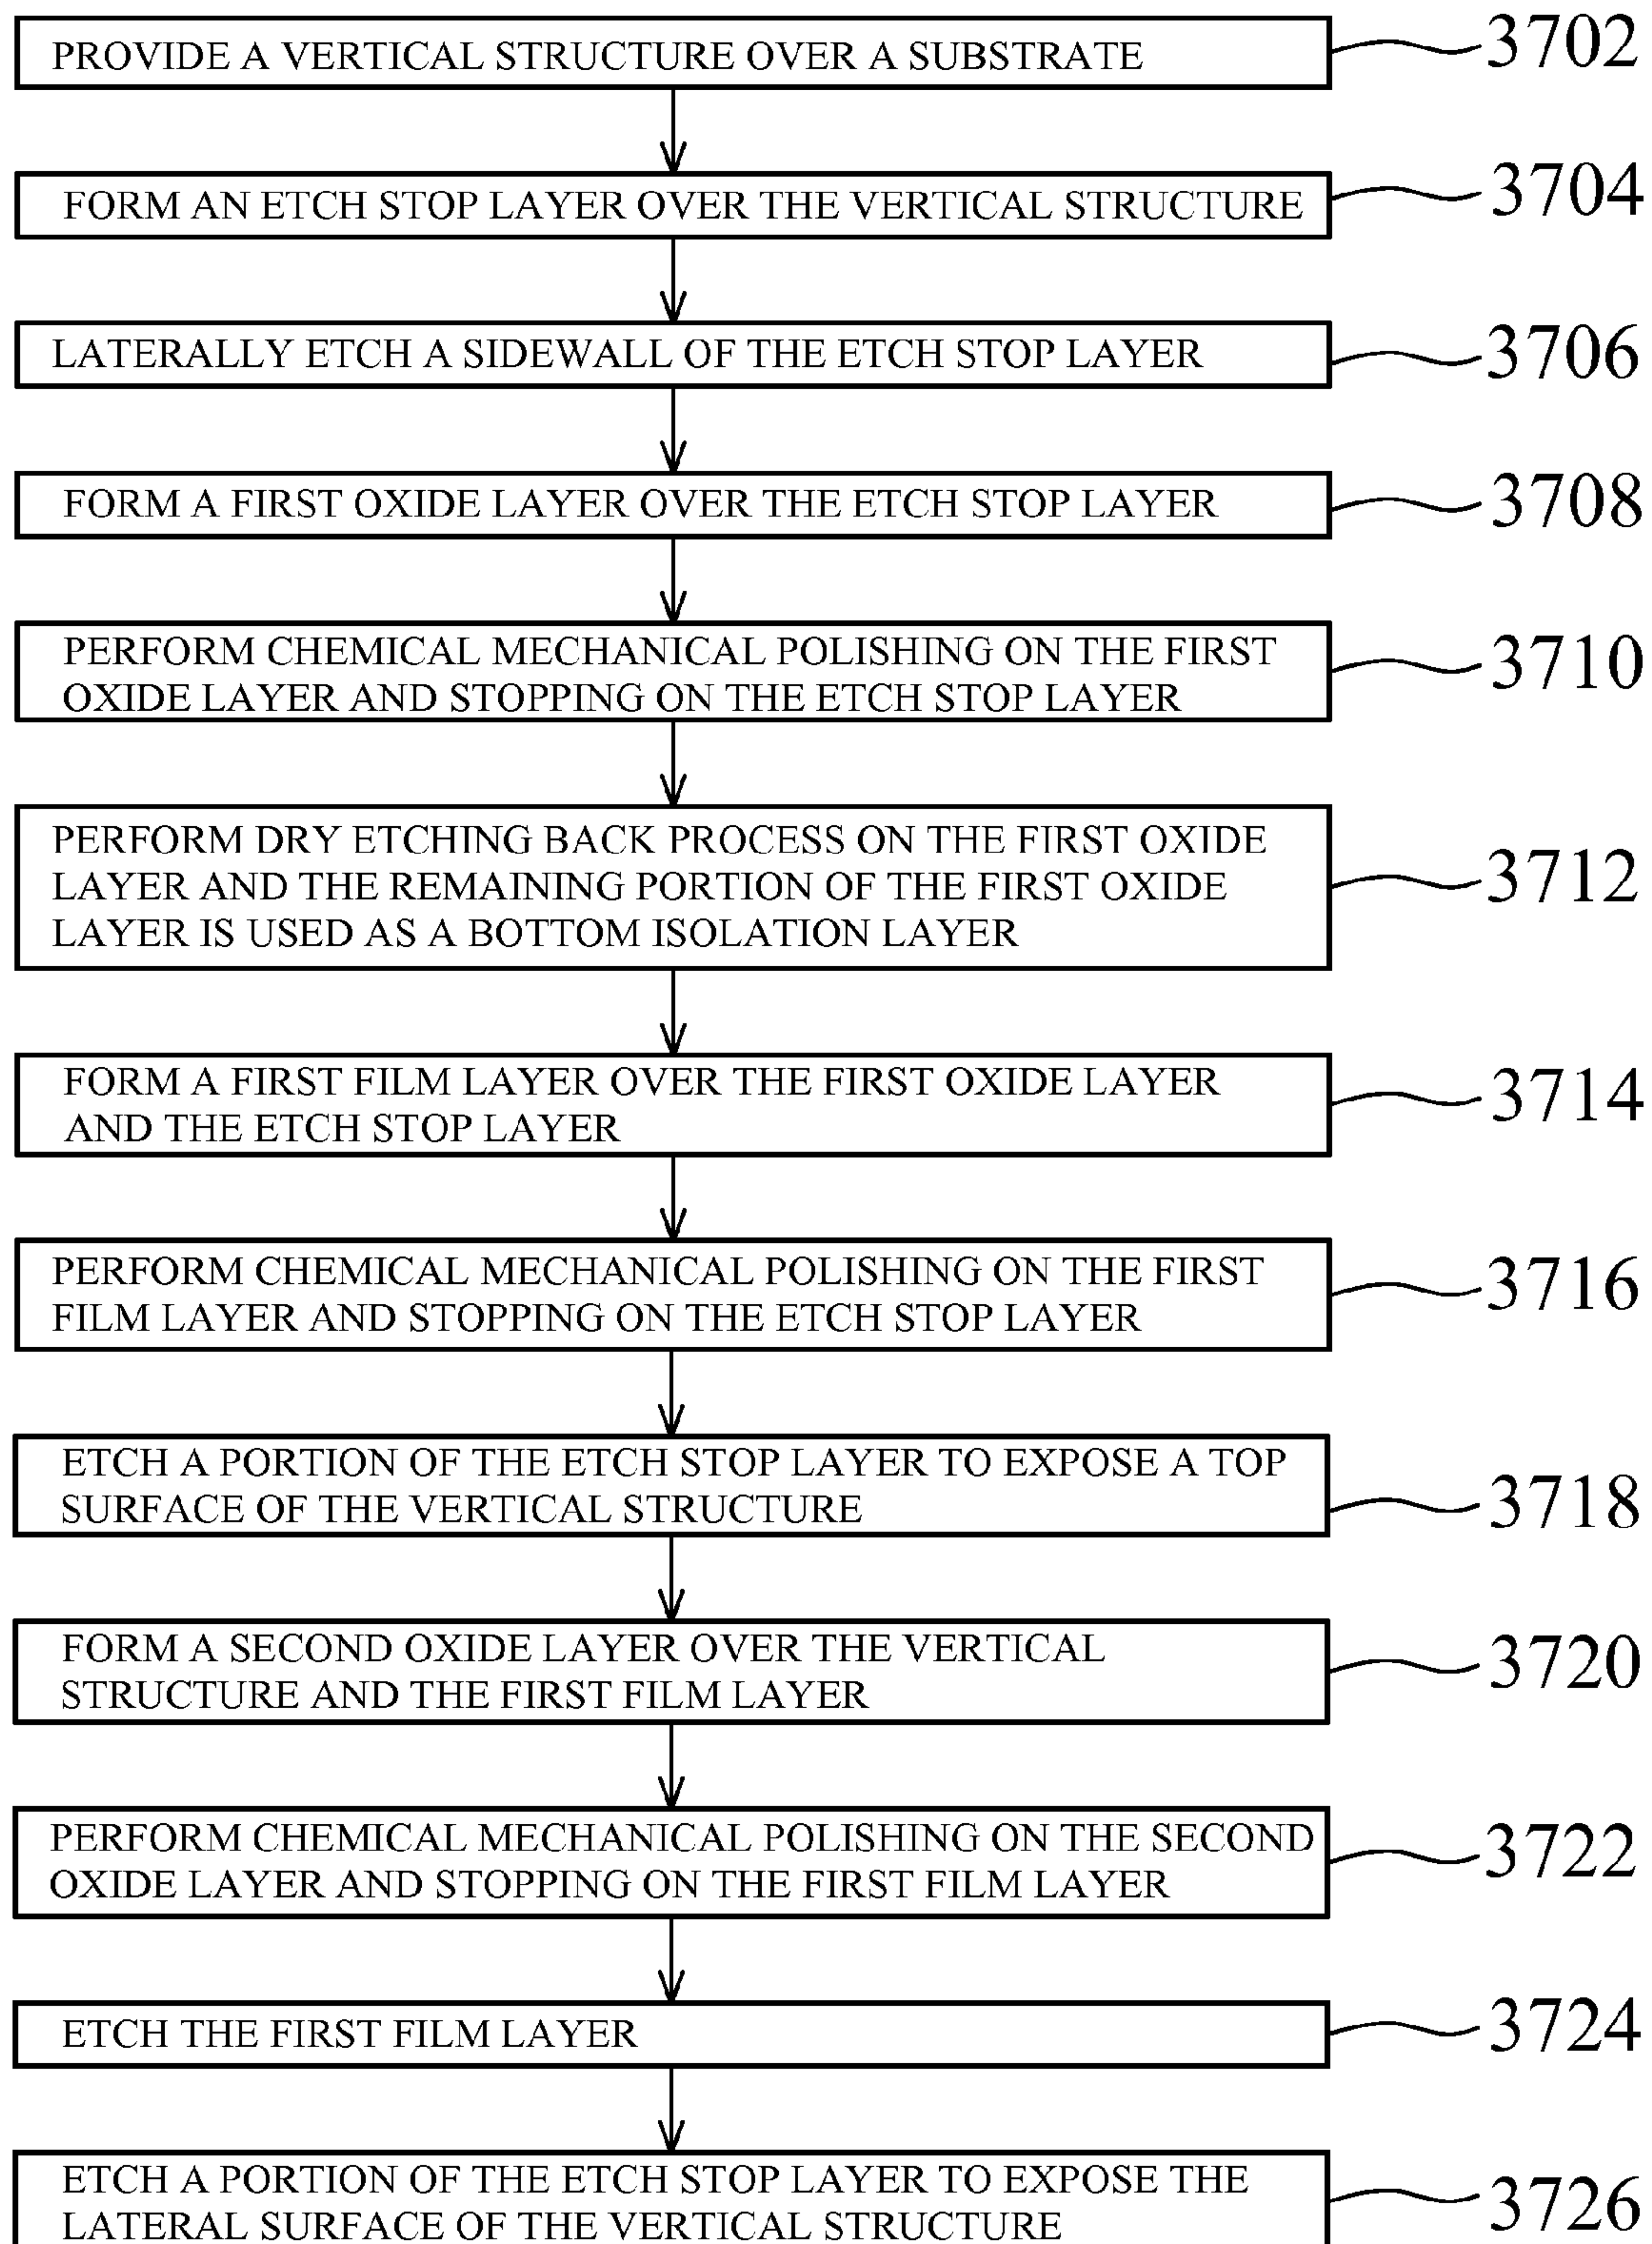 PROVIDE A VERTICAL STRUCTURE OVER A SUBSTRATE
3702
FORM AN ETCH STOP LAYER OVER THE VERTICAL STRUCTURE
3704
LATERALLY ETCH A SIDEWALL OF THE ETCH STOP LAYER
3706
FORM A FIRST OXIDE LAYER OVER THE ETCH STOP LAYER
3708
PERFORM CHEMICAL MECHANICAL POLISHING ON THE FIRST
OXIDE LAYER AND STOPPING ON THE ETCH STOP LAYER
3710
PERFORM DRY ETCHING BACK PROCESS ON THE FIRST OXIDE
LAYER AND THE REMAINING PORTION OF THE FIRST OXIDE
LAYER IS USED AS A BOTTOM ISOLATION LAYER
3712
FORM A FIRST FILM LAYER OVER THE FIRST OXIDE LAYER
AND THE ETCH STOP LAYER
3714
PERFORM CHEMICAL MECHANICAL POLISHING ON THE FIRST
FILM LAYER AND STOPPING ON THE ETCH STOP LAYER
3716
ETCH A PORTION OF THE ETCH STOP LAYER TO EXPOSE A TOP
SURFACE OF THE VERTICAL STRUCTURE
3718
FORM A SECOND OXIDE LAYER OVER THE VERTICAL
STRUCTURE AND THE FIRST FILM LAYER
3720
PERFORM CHEMICAL MECHANICAL POLISHING ON THE SECOND
OXIDE LAYER AND STOPPING ON THE FIRST FILM LAYER
3722
ETCH THE FIRST FILM LAYER
3724
ETCH A PORTION OF THE ETCH STOP LAYER TO EXPOSE THE
LATERAL SURFACE OF THE VERTICAL STRUCTURE
3726